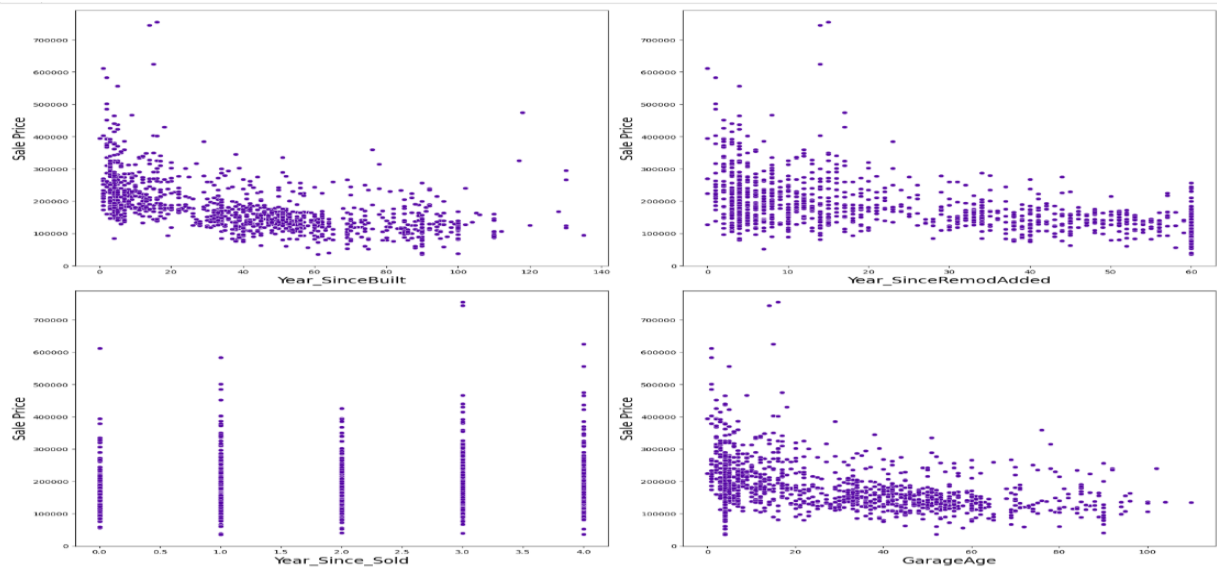 700000
600000
500000
400000
300000
200000
100000
0
Sale Price
0 20 40 60 80 100 120 140
Year_SinceBuilt
700000
600000
500000
400000
300000
200000
100000
0
Sale Price
0 10 20 30 40 50 60
Year_SinceRemodAdded
700000
600000
500000
400000
300000
200000
100000
0
Sale Price
0.0 0.5 1.0 1.5 2.0 2.5 3.0 3.5 4.0
Year_Since_Sold
700000
600000
500000
400000
300000
200000
100000
0
Sale Price
0 20 40 60 80 100
GarageAge